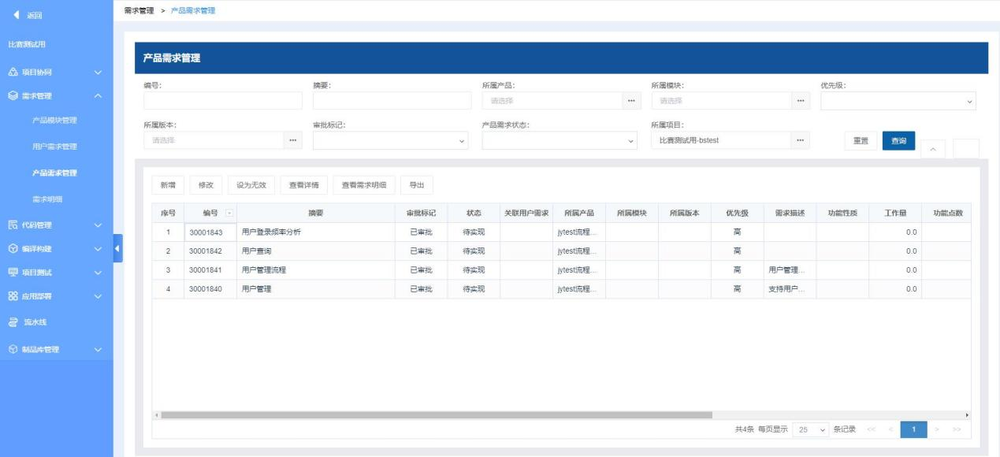 返回
需求管理 > 产品需求管理
比赛测试用
项目协同
需求管理
产品模块管理
用户需求管理
产品需求管理
需求明细
代码管理
编译构建
项目测试
应用部署
流水线
制品库管理
产品需求管理
编号: 摘要: 所属产品: 所属模块: 优先级:
请选择 ••• 请选择 •••
所属版本: 审批标记: 产品需求状态: 所属项目:
请选择 ••• 比赛测试用-bstest ••• 重置 查询
新增 修改 设为无效 查看详情 查看需求明细 导出
序号 编号 摘要 审批标记 状态 关联用户需求 所属产品 所属模块 所属版本 优先级 需求描述 功能性质 工作量 功能点数
1 30001843 用户登录频率分析 已审批 待实现 jytest流程... 高 0.0
2 30001842 用户查询 已审批 待实现 jytest流程... 高 0.0
3 30001841 用户管理流程 已审批 待实现 jytest流程... 高 用户管理... 0.0
4 30001840 用户管理 已审批 待实现 jytest流程... 高 支持用户... 0.0
共4条 每页显示 25 条记录 << < 1 > >>